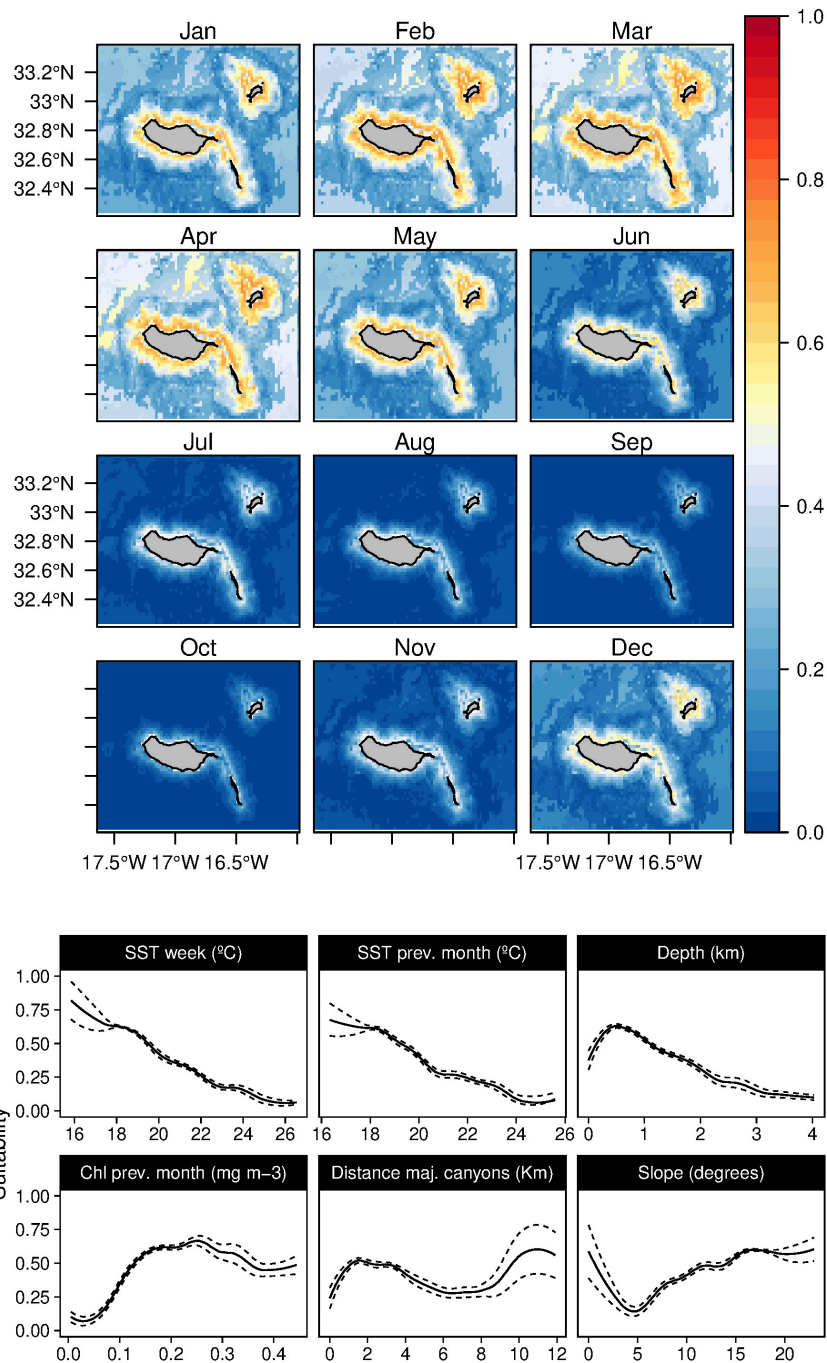 Jan Feb Mar
1.0
33.2°N
33°N
32.8°N
32.6°N
32.4°N
0.8
Apr May Jun
0.6
Jul Aug Sep
33.2°N
33°N
32.8°N
32.6°N
32.4°N
0.4
0.2
Oct Nov Dec
0.0
17.5°W 17°W 16.5°W 17.5°W 17°W 16.5°W
SST week (ºC) SST prev. month (ºC) Depth (km)
1.00
0.75
0.50
0.25
0.00
16 18 20 22 24 26 16 18 20 22 24 26 0 1 2 3 4
Suitability
Chl prev. month (mg m−3) Distance maj. canyons (Km) Slope (degrees)
1.00
0.75
0.50
0.25
0.00
0.0 0.1 0.2 0.3 0.4 0 2 4 6 8 10 12 0 5 10 15 20